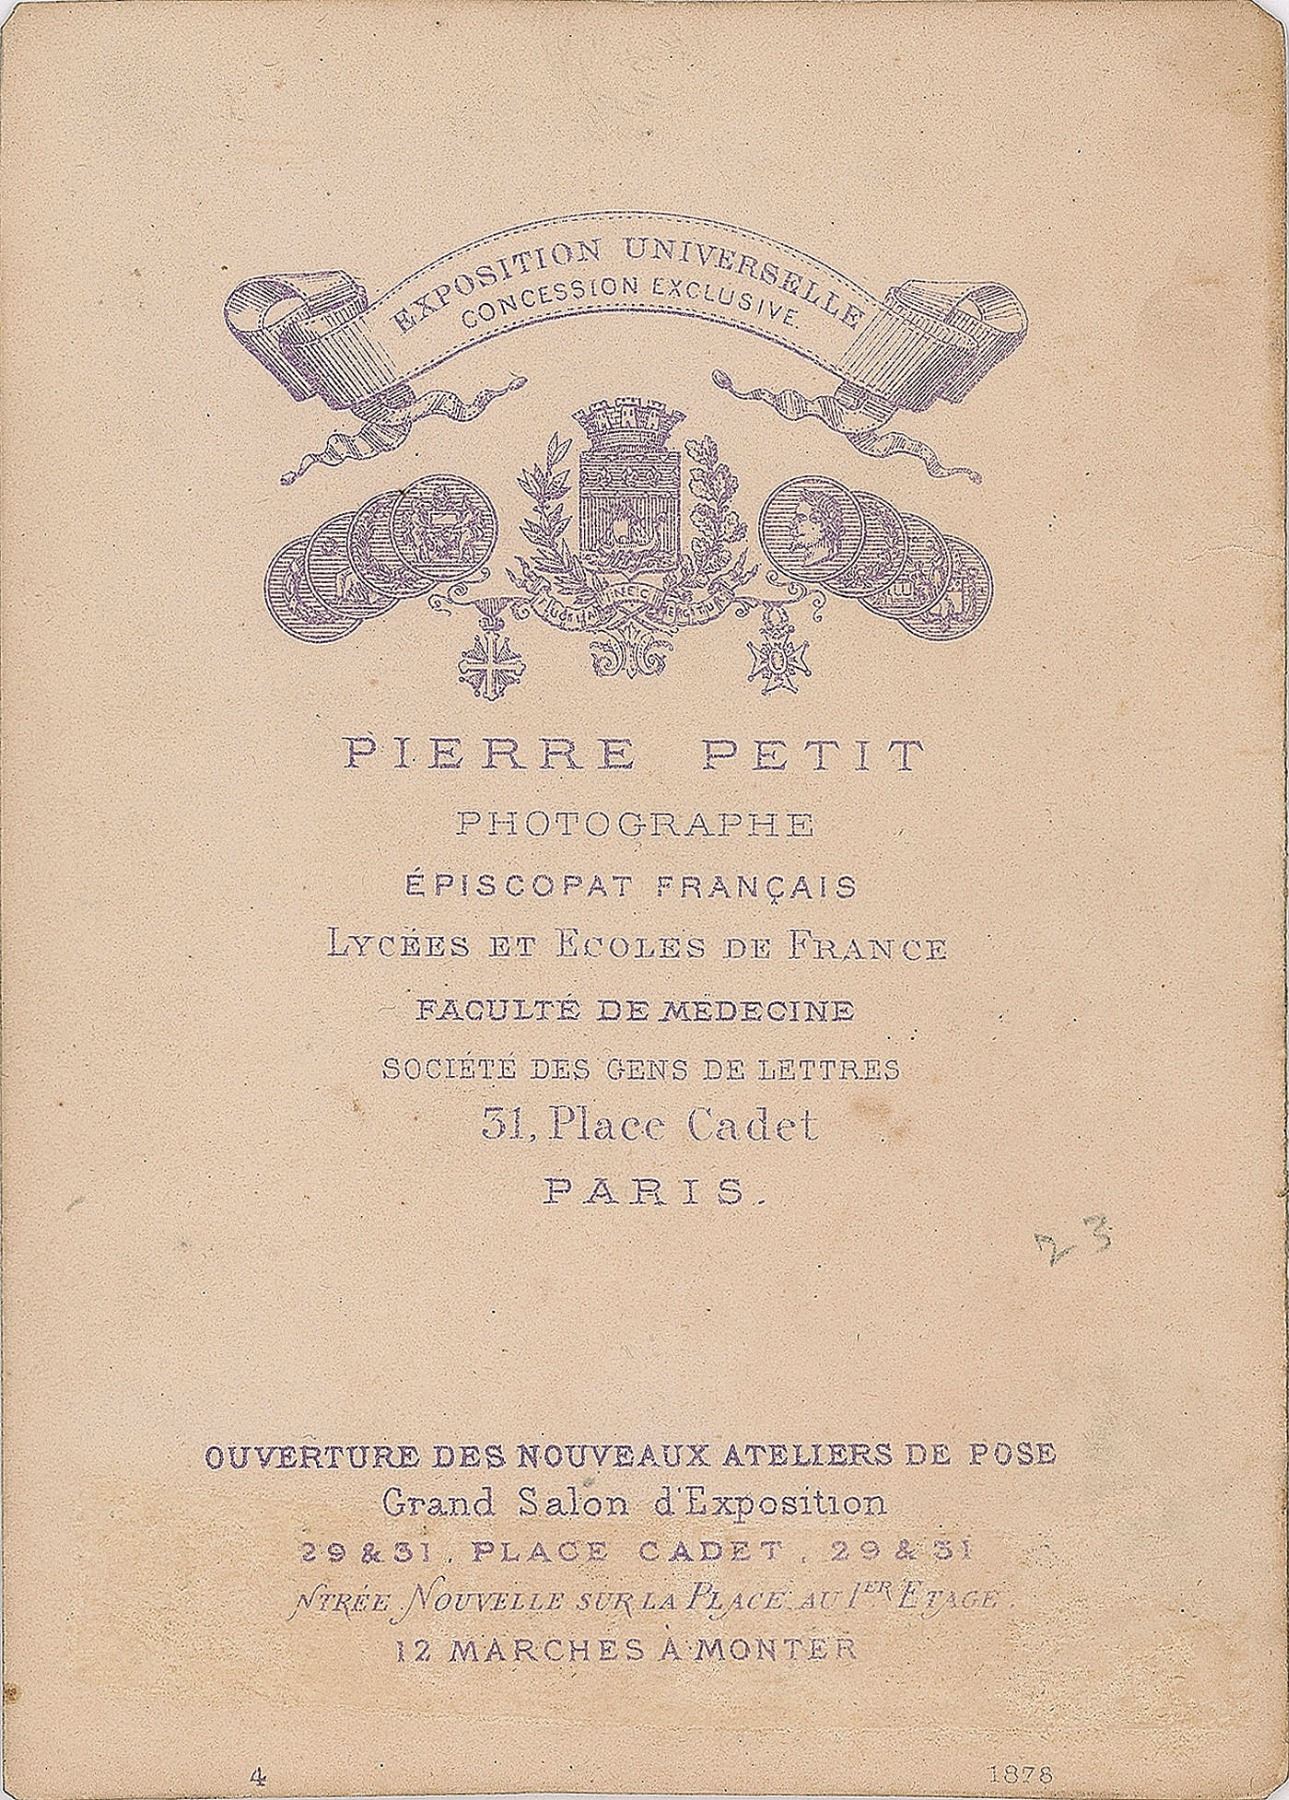 EXPOSITION UNIVERSELLE
CONCESSION EXCLUSIVE.
PIERRE PETIT
PHOTOGRAPHE
ÉPISCOPAT FRANÇAIS
LYCÉES ET ECOLES DE FRANCE
FACULTÉ DE MÉDECINE
SOCIÉTÉ DES GENS DE LETTRES
31, Place Cadet
PARIS.
23
OUVERTURE DES NOUVEAUX ATELIERS DE POSE
Grand Salon d'Exposition
29 & 31. PLACE CADET. 29 & 31
NTRÉE NOUVELLE SUR LA PLACE AU 1ER ETAGE.
12 MARCHES À MONTER
4 1878